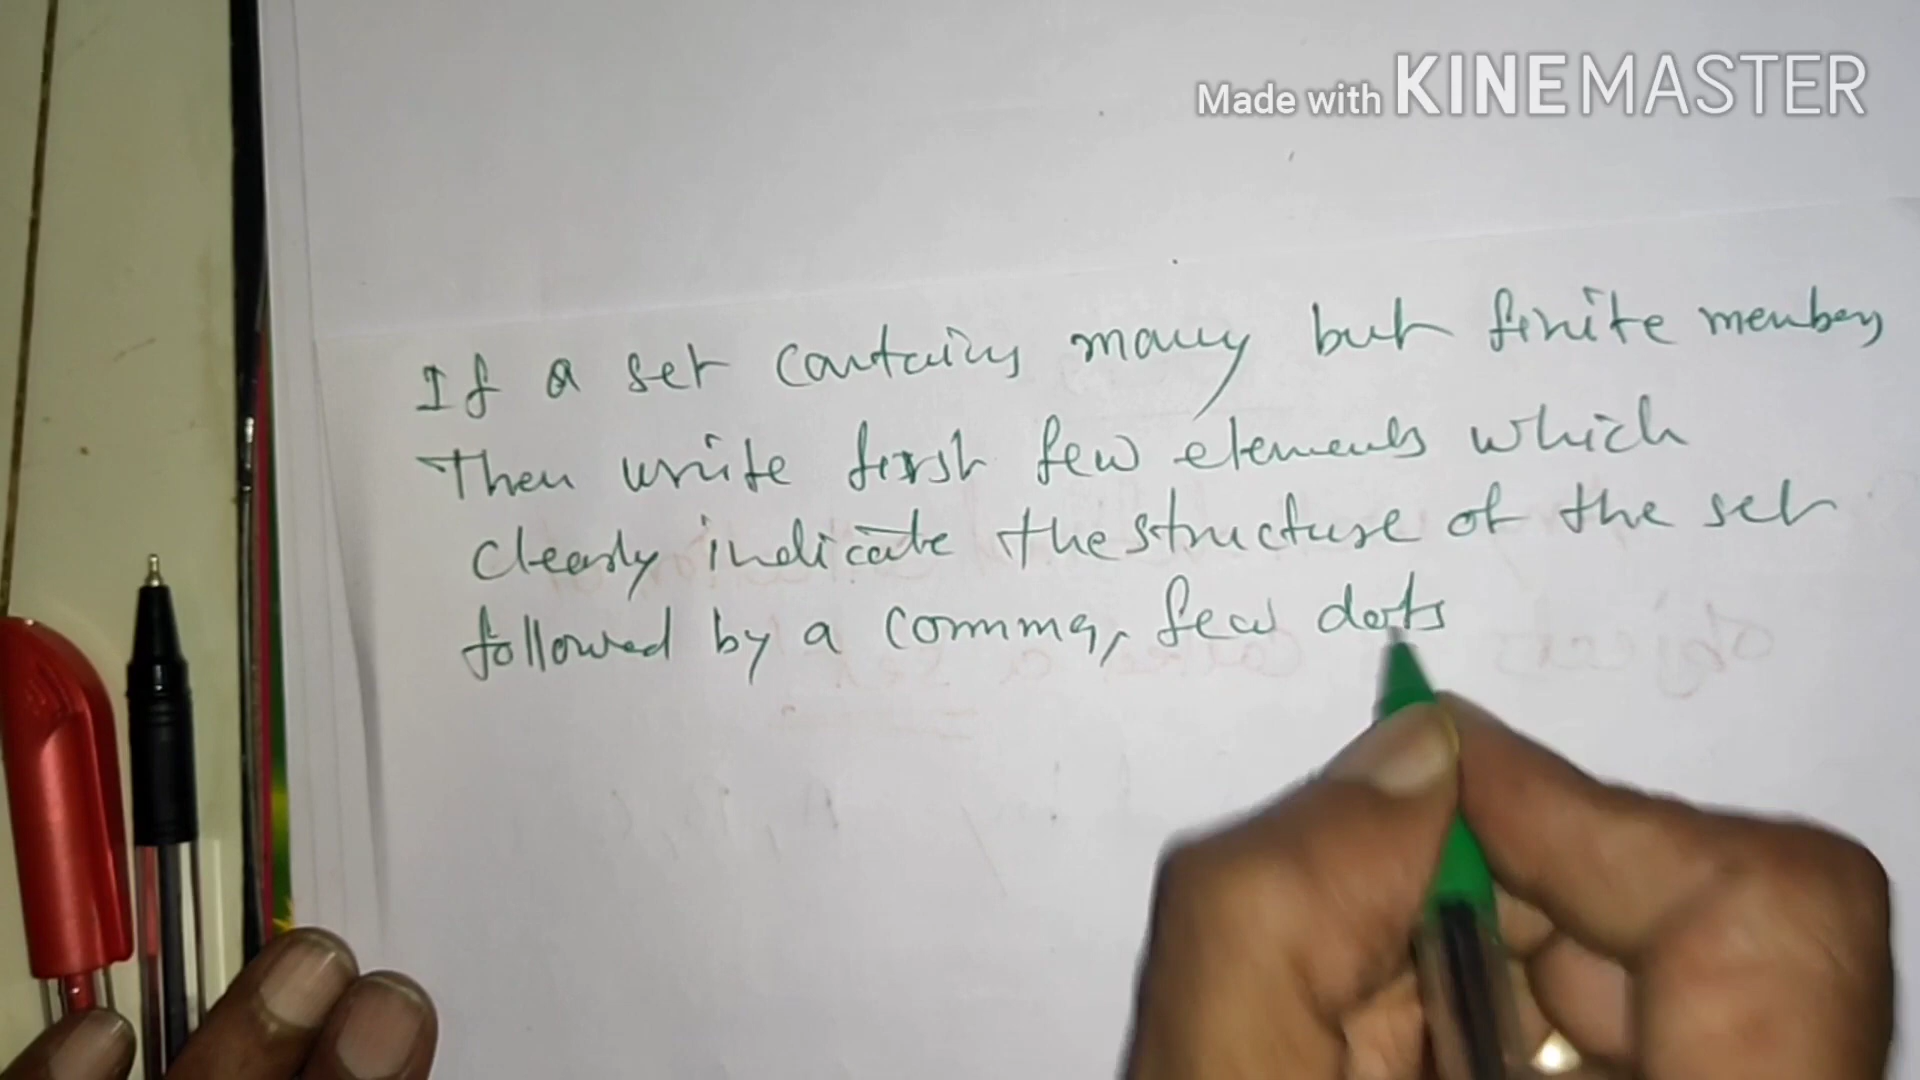 Made with KINEMASTER
If a set contains many but finite members
Then write first few elements which
clearly indicate the structure of the set
followed by a comma, few dots